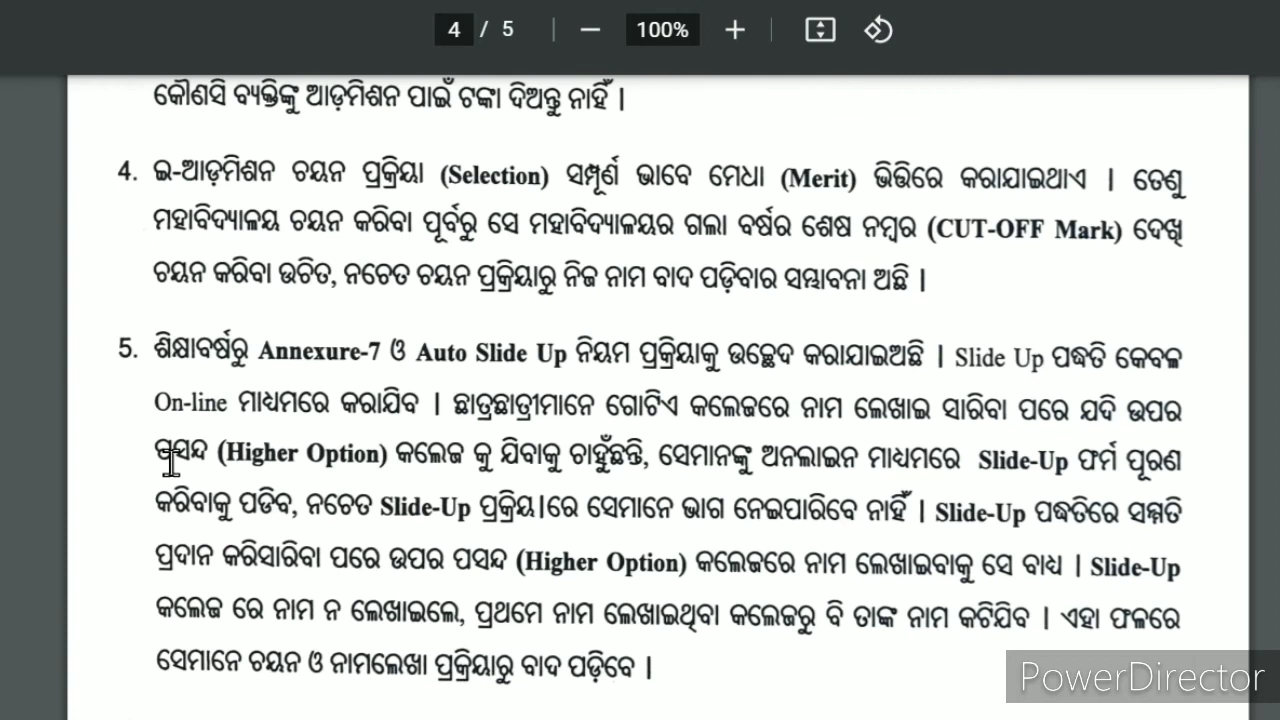 4 / 5 100%
କୌଣସି ବ୍ୟକ୍ତିଙ୍କୁ ଆଡ଼ମିଶନ ପାଇଁ ଟଙ୍କା ଦିଅନ୍ତୁ ନାହିଁ |
4. ଇ-ଆଡ଼ମିଶନ ଚୟନ ପ୍ରକ୍ରିୟା (Selection) ସମ୍ପୂର୍ଣ ଭାବେ ମେଧା (Merit) ଭିତ୍ତିରେ କରାଯାଇଥାଏ | ତେଣୁ
ମହାବିଦ୍ୟାଳୟ ଚୟନ କରିବା ପୂର୍ବରୁ ସେ ମହାବିଦ୍ୟାଳୟର ଗଲା ବର୍ଷର ଶେଷ ନମ୍ବର (CUT-OFF Mark) ଦେଖି
ଚୟନ କରିବା ଉଚିତ, ନଚେତ ଚୟନ ପ୍ରକ୍ରିୟାରୁ ନିଜ ନାମ ବାଦ ପଡ଼ିବାର ସମ୍ଭାବନା ଅଛି |
5. ଶିକ୍ଷାବର୍ଷରୁ Annexure-7 ଓ Auto Slide Up ନିୟମ ପ୍ରକ୍ରିୟାକୁ ଉଚ୍ଛେଦ କରାଯାଇଅଛି | Slide Up ପଦ୍ଧତି କେବଳ
On-line ମାଧ୍ୟମରେ କରାଯିବ | ଛାତ୍ରଛାତ୍ରୀମାନେ ଗୋଟିଏ କଲେଜରେ ନାମ ଲେଖାଇ ସାରିବା ପରେ ଯଦି ଉପର
ପସନ୍ଦ (Higher Option) କଲେଜ କୁ ଯିବାକୁ ଚାହୁଁଛନ୍ତି, ସେମାନଙ୍କୁ ଅନଲାଇନ ମାଧ୍ୟମରେ Slide-Up ଫର୍ମ ପୂରଣ
କରିବାକୁ ପଡିବ, ନଚେତ Slide-Up ପ୍ରକ୍ରିୟ|ରେ ସେମାନେ ଭାଗ ନେଇପାରିବେ ନାହିଁ | Slide-Up ପଦ୍ଧତିରେ ସମ୍ମତି
ପ୍ରଦାନ କରିସାରିବା ପରେ ଉପର ପସନ୍ଦ (Higher Option) କଲେଜରେ ନାମ ଲେଖାଇବାକୁ ସେ ବାଧ୍ୟ | Slide-Up
କଲେଜ ରେ ନାମ ନ ଲେଖାଇଲେ, ପ୍ରଥମେ ନାମ ଲେଖାଇଥିବା କଲେଜରୁ ବି ତାଙ୍କ ନାମ କଟିଯିବ | ଏହା ଫଳରେ
ସେମାନେ ଚୟନ ଓ ନାମଲେଖା ପ୍ରକ୍ରିୟାରୁ ବାଦ ପଡ଼ିବେ |
PowerDirector